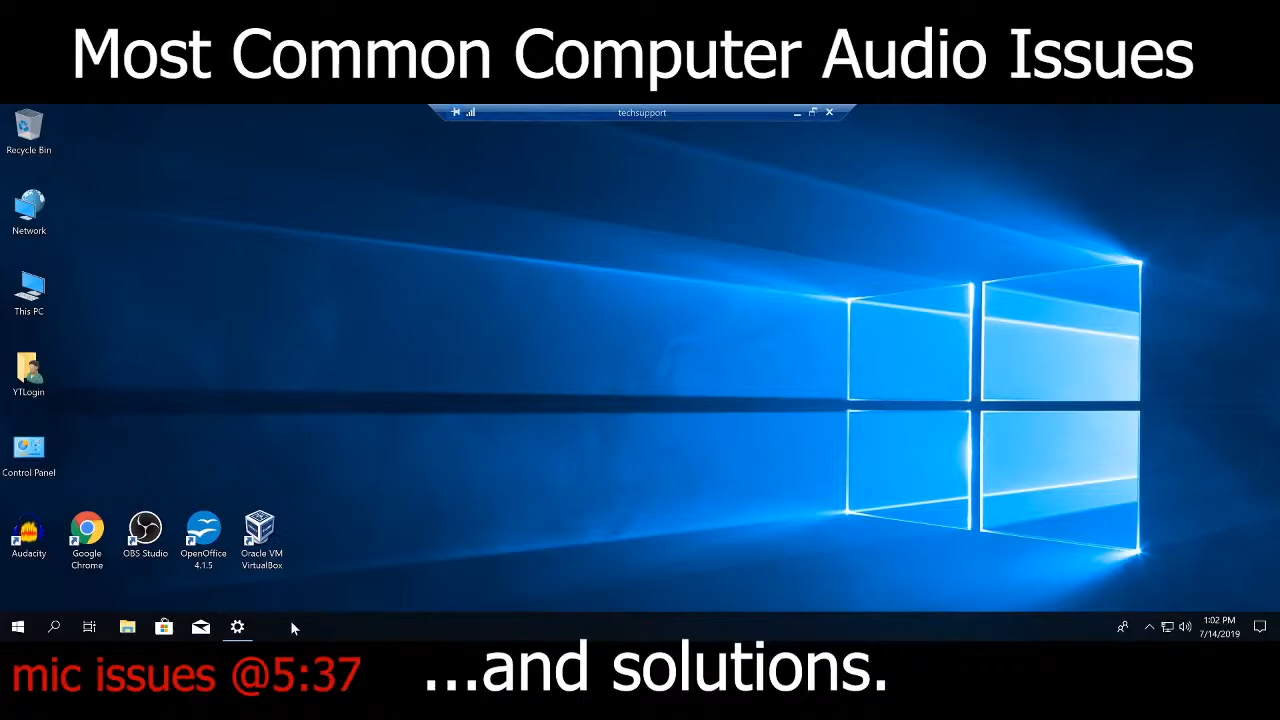 Most Common Computer Audio Issues
techsupport
Recycle Bin
Network
This PC
YTLogin
Control Panel
Audacity
Google
Chrome
OBS Studio
OpenOffice
4.1.5
Oracle VM
VirtualBox
1:02 PM
7/14/2019
mic issues @5:37
...and solutions.